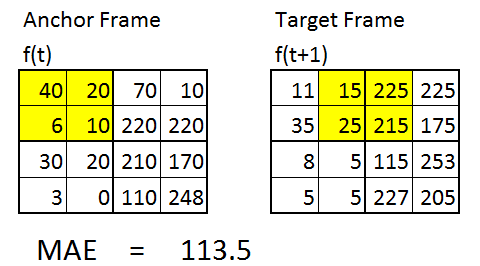 Anchor Frame Target Frame
f(t) f(t+1)
40 20 70 10 11 15 225 225
6 10 220 220 35 25 215 175
30 20 210 170 8 5 115 253
3 0 110 248 5 5 227 205
MAE = 113.5